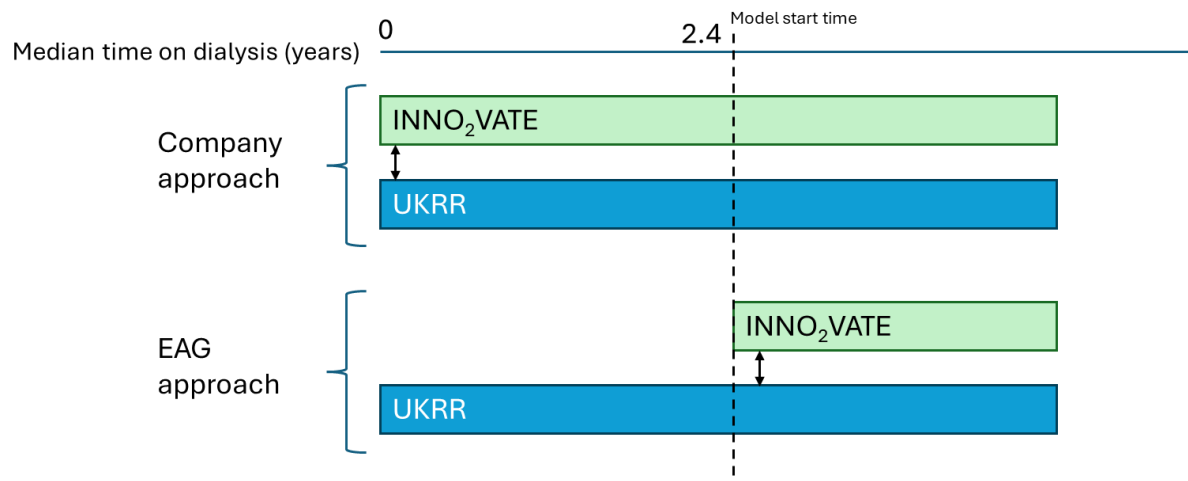 Model start time
0
2.4
Median time on dialysis (years)
INNO₂VATE
Company
approach
UKRR
INNO₂VATE
EAG
approach
UKRR